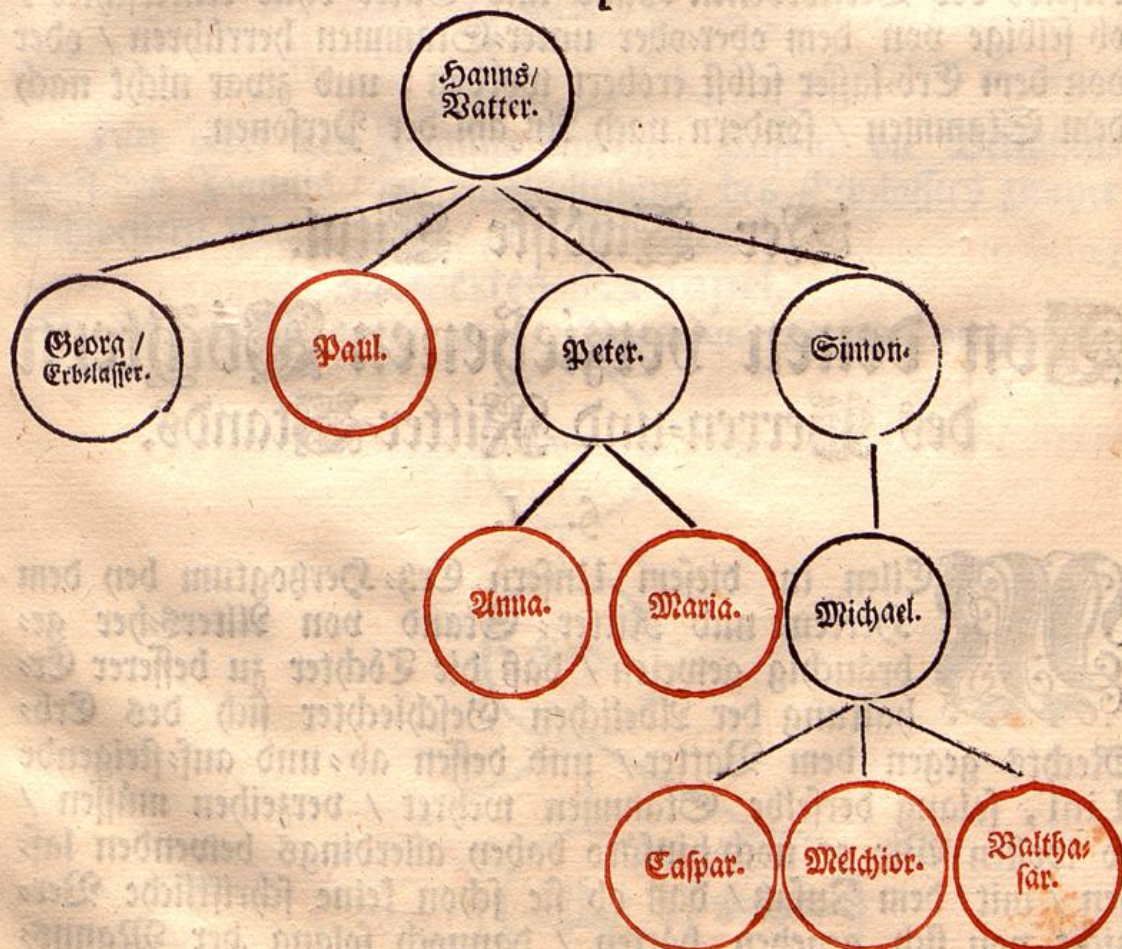 Hanns/
Vatter.
Georg /
Erb⸗lasser.
Paul.
Peter.
Simon⸗
Anna.
Maria.
Michael.
Caspar.
Melchior.
Baltha⸗
sar.